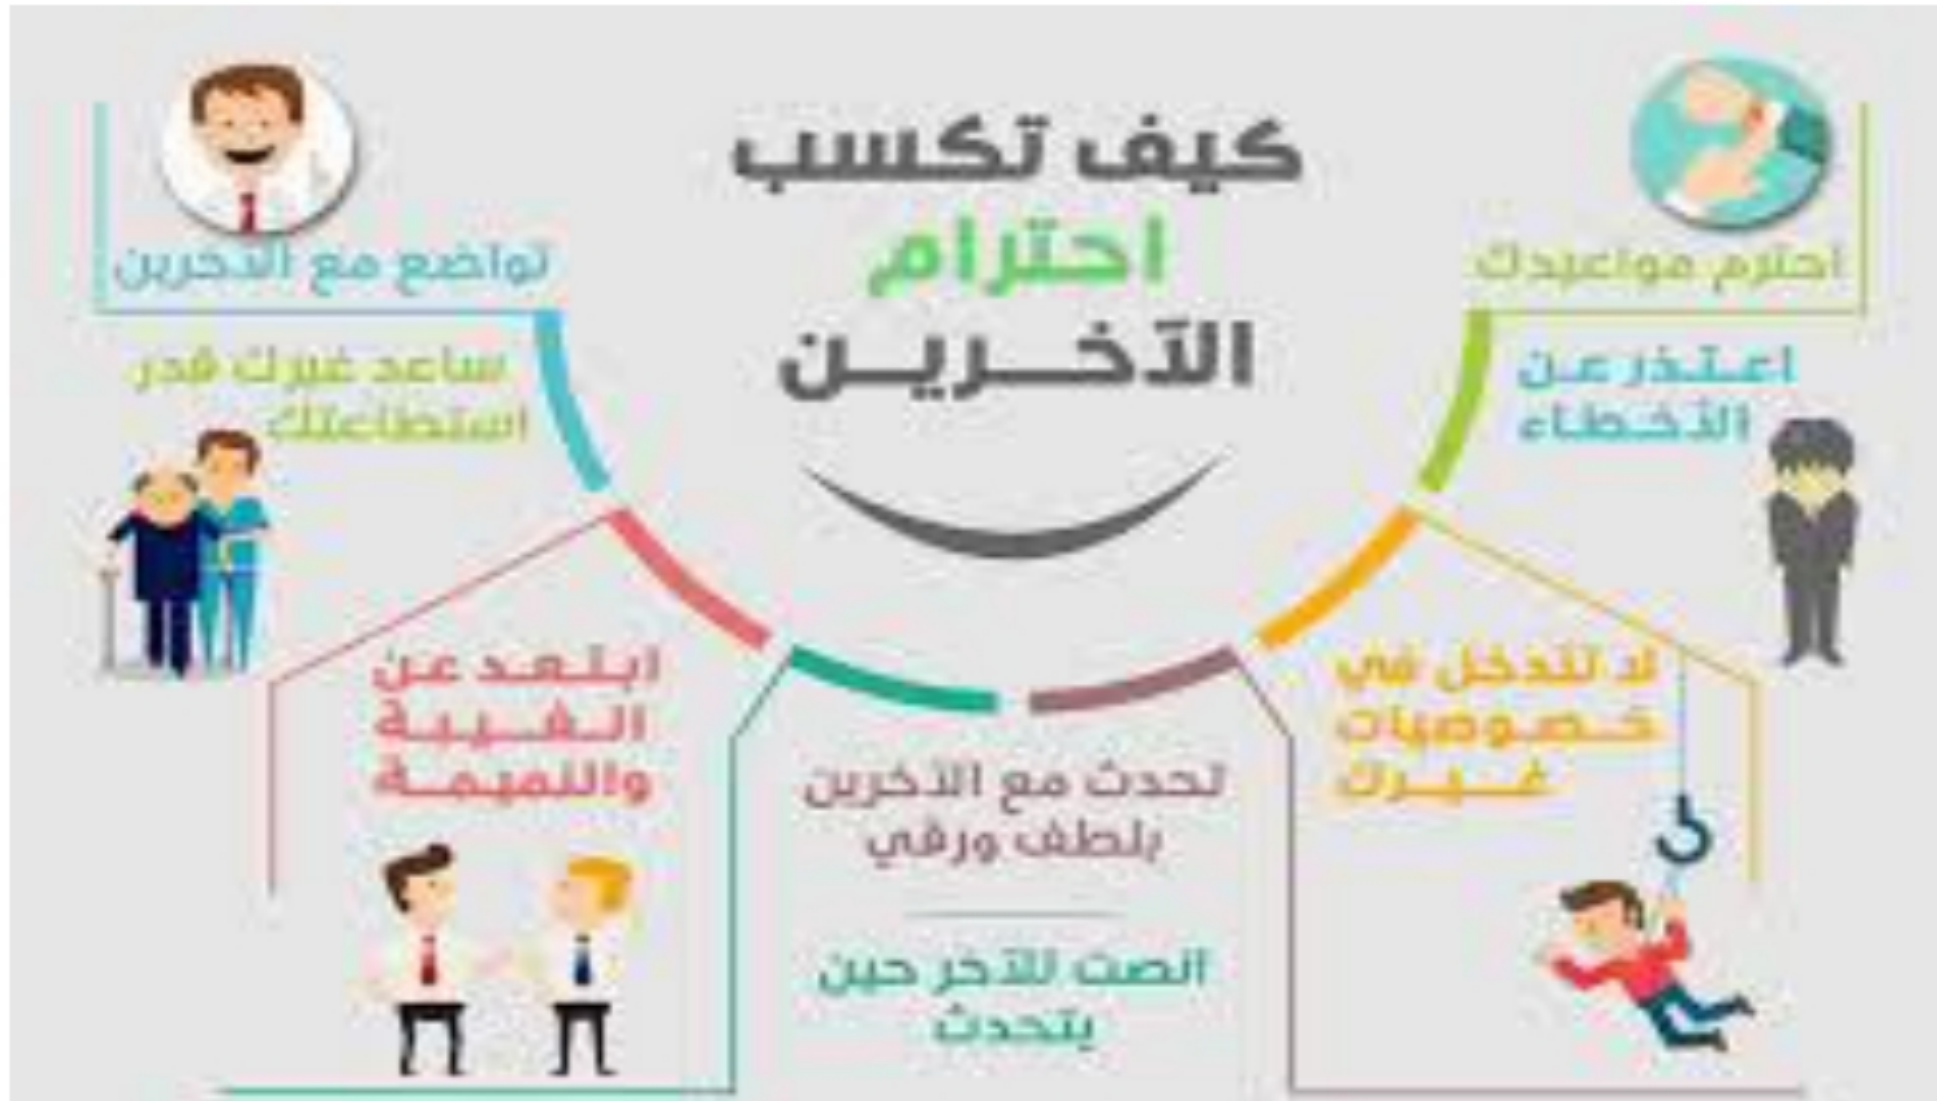 كيف تكسب
احترام
الآخرين
احترم مواعيدك
اعتذر عن
الأخطاء
لا تتدخل في
خصوصيات
غيرك
تحدث مع الآخرين
بلطف ورقي
انصت للآخر حين
يتحدث
ابتعد عن
الغيبة
والنميمة
تواضع مع الآخرين
ساعد غيرك قدر
استطاعتك